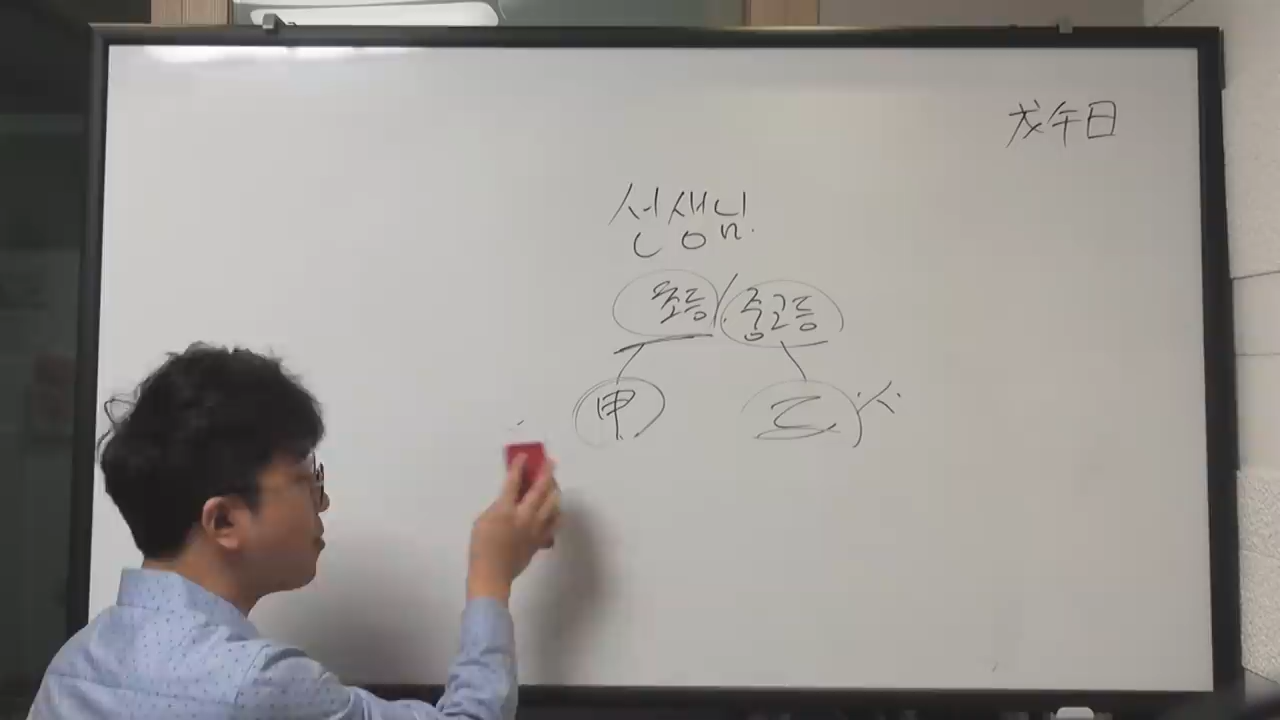 戊午日
선생님.
초등/중고등
甲 乙